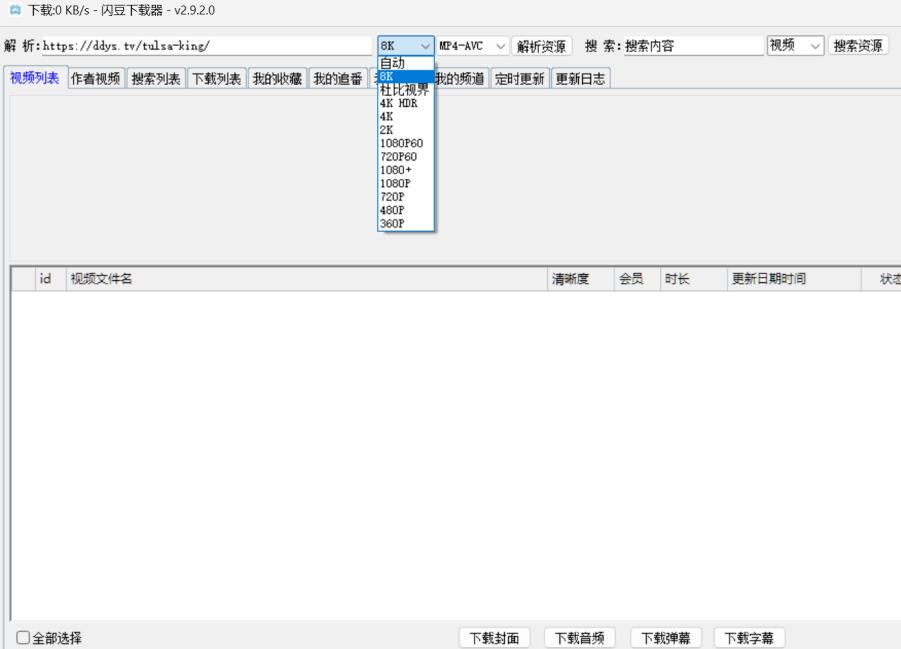 下载:0 KB/s - 闪豆下载器 - v2.9.2.0
解 析:https://ddys.tv/tulsa-king/ 8K MP4-AVC 解析资源 搜 索:搜索内容 视频 搜索资源
视频列表 作者视频 搜索列表 下载列表 我的收藏 我的追番 我的频道 定时更新 更新日志
自动
8K
杜比视界
4K HDR
4K
2K
1080P60
720P60
1080+
1080P
720P
480P
360P
id 视频文件名 清晰度 会员 时长 更新日期时间 状态
全部选择 下载封面 下载音频 下载弹幕 下载字幕